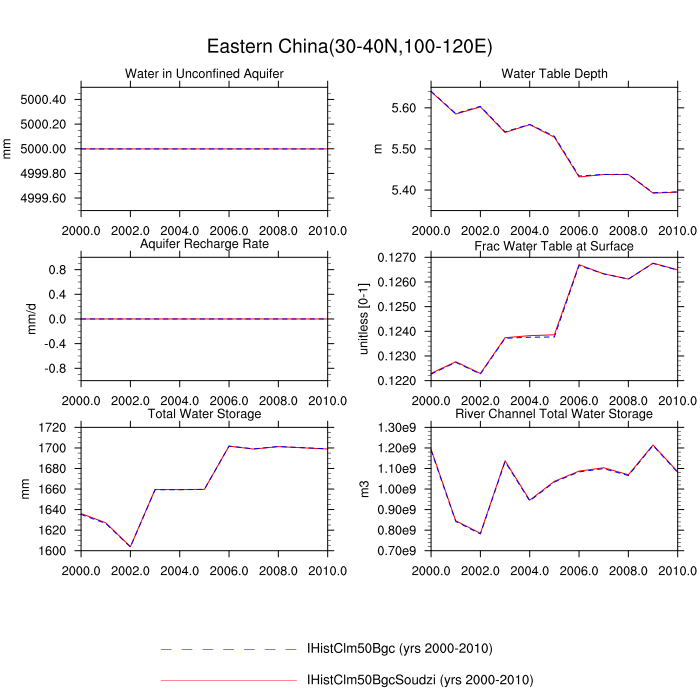 Eastern China(30-40N,100-120E)
Water in Unconfined Aquifer
5000.40
5000.20
5000.00
4999.80
4999.60
mm
2000.0 2002.0 2004.0 2006.0 2008.0 2010.0
Water Table Depth
5.60
5.50
5.40
m
2000.0 2002.0 2004.0 2006.0 2008.0 2010.0
Aquifer Recharge Rate
0.8
0.4
0.0
-0.4
-0.8
mm/d
2000.0 2002.0 2004.0 2006.0 2008.0 2010.0
Frac Water Table at Surface
0.1270
0.1260
0.1250
0.1240
0.1230
0.1220
unitless [0-1]
2000.0 2002.0 2004.0 2006.0 2008.0 2010.0
Total Water Storage
1720
1700
1680
1660
1640
1620
1600
mm
2000.0 2002.0 2004.0 2006.0 2008.0 2010.0
River Channel Total Water Storage
1.30e9
1.20e9
1.10e9
1.00e9
0.90e9
0.80e9
0.70e9
m3
2000.0 2002.0 2004.0 2006.0 2008.0 2010.0
IHistClm50Bgc (yrs 2000-2010)
IHistClm50BgcSoudzi (yrs 2000-2010)